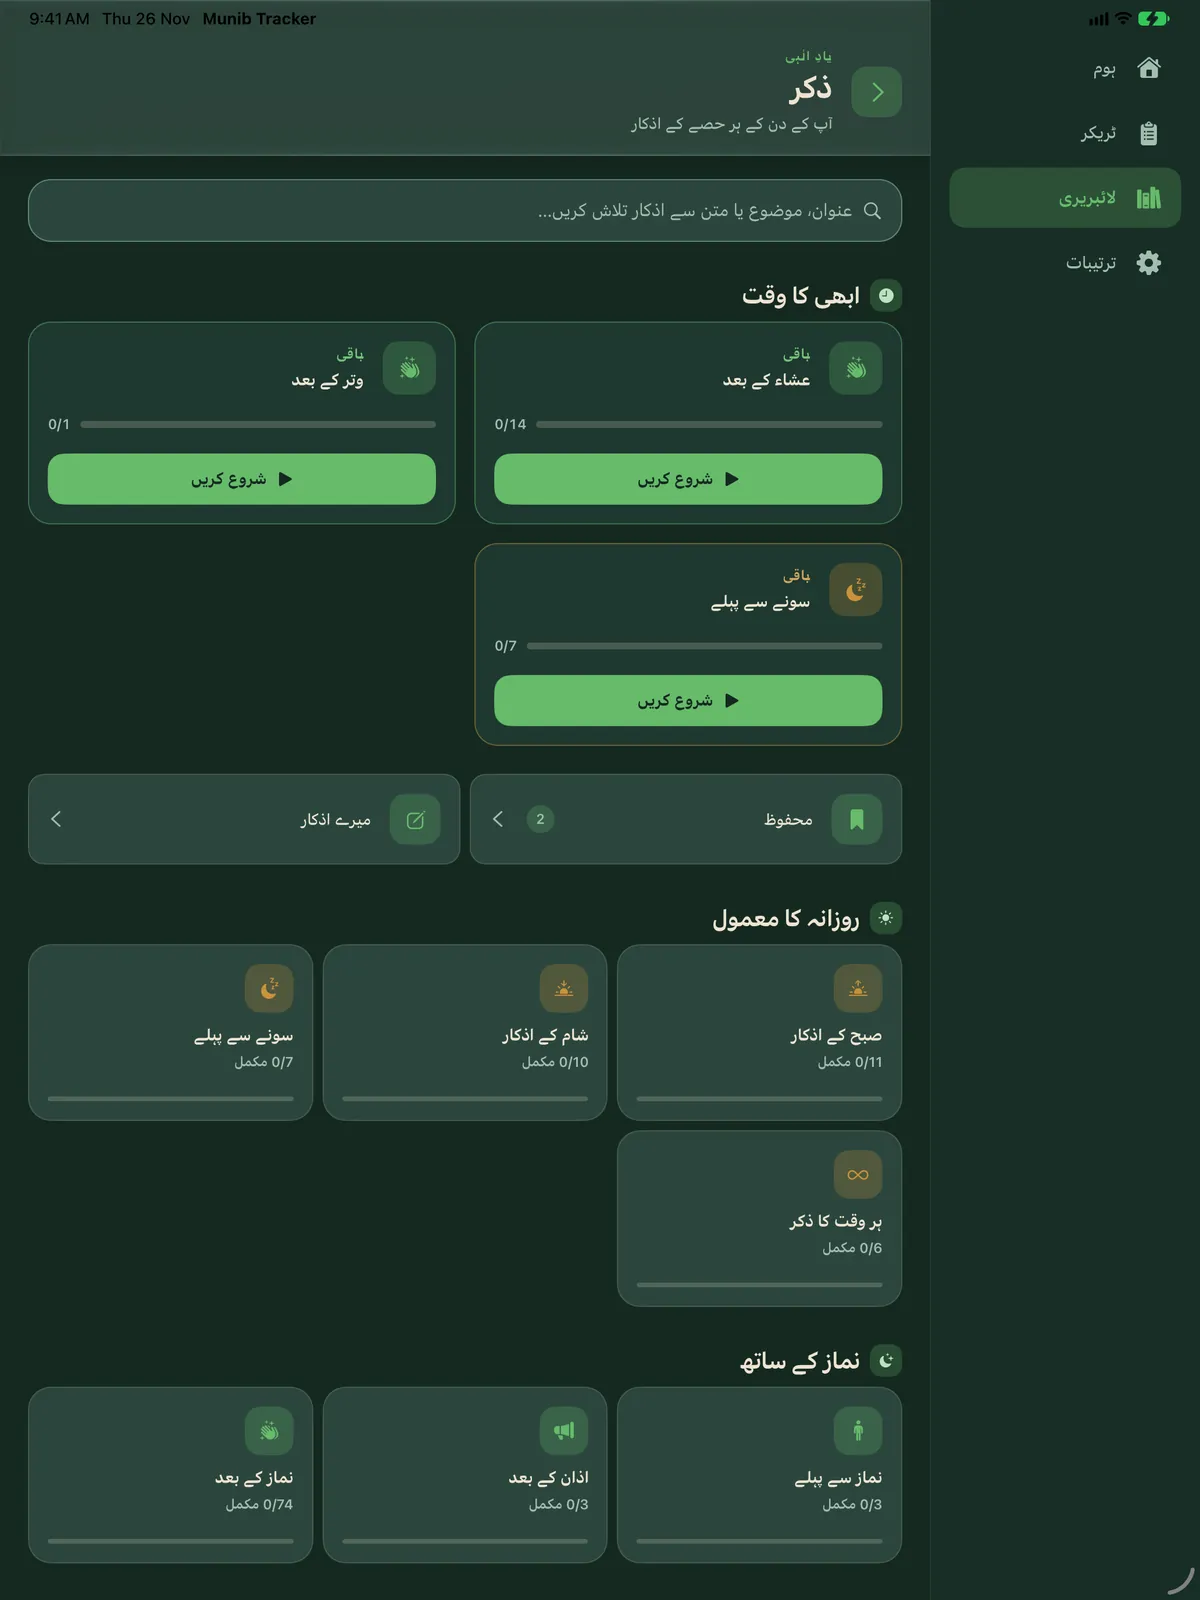 9:41 AM Thu 26 Nov Munib Tracker
ہوم
ٹریکر
لائبریری
ترتیبات
یادِ الٰہی
ذکر
آپ کے دن کے ہر حصے کے اذکار
عنوان، موضوع یا متن سے اذکار تلاش کریں...
ابھی کا وقت
باقی
عشاء کے بعد
0/14
شروع کریں
باقی
وتر کے بعد
0/1
شروع کریں
باقی
سونے سے پہلے
0/7
شروع کریں
محفوظ
2
میرے اذکار
روزانہ کا معمول
صبح کے اذکار
0/11 مکمل
شام کے اذکار
0/10 مکمل
سونے سے پہلے
0/7 مکمل
ہر وقت کا ذکر
0/6 مکمل
نماز کے ساتھ
نماز سے پہلے
0/3 مکمل
اذان کے بعد
0/3 مکمل
نماز کے بعد
0/74 مکمل